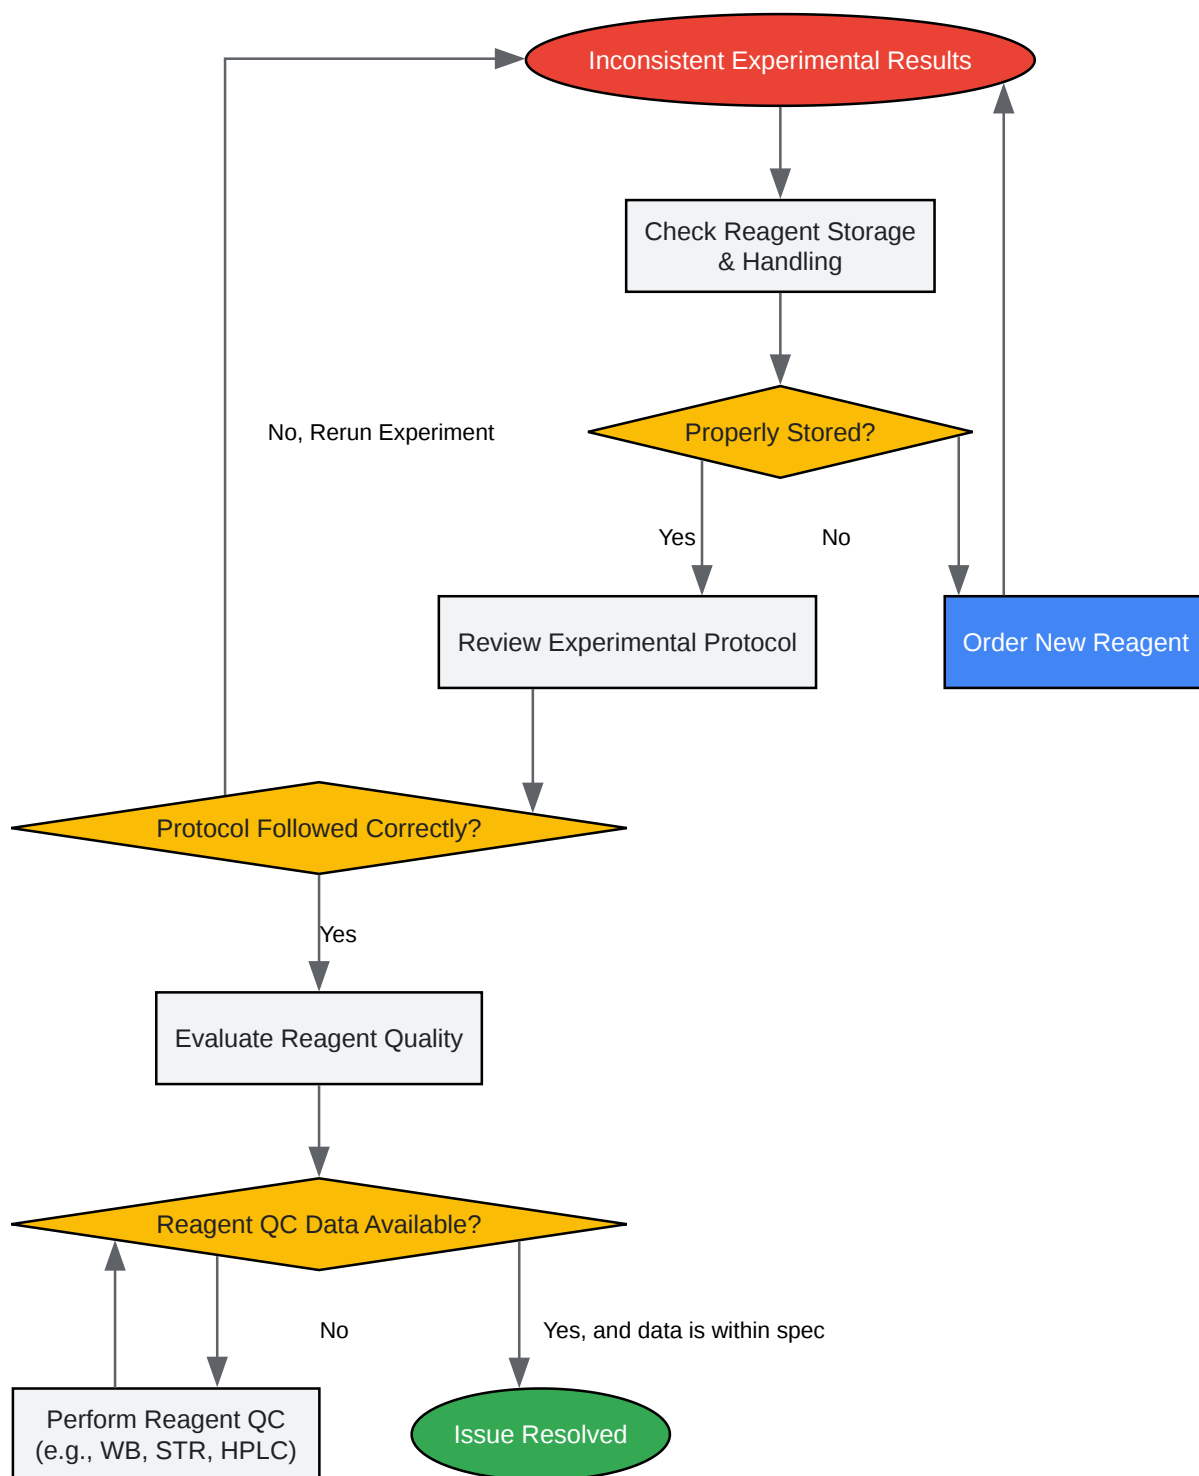 Inconsistent Experimental Results
Check Reagent Storage
& Handling
No, Rerun Experiment
Properly Stored?
Yes
No
Review Experimental Protocol
Order New Reagent
Protocol Followed Correctly?
Yes
Evaluate Reagent Quality
Reagent QC Data Available?
No
Yes, and data is within spec
Perform Reagent QC
(e.g., WB, STR, HPLC)
Issue Resolved